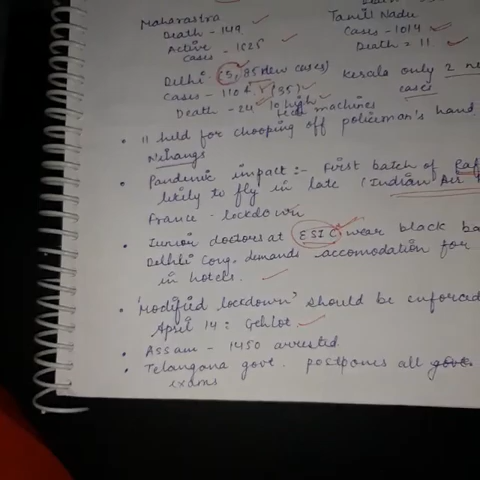 Maharastra
Death - 149
Active Cases - 1025
Tamil Nadu
Cases - 1014
Death = 11
Delhi (5, 85 new cases)
Cases - 110
Death - 24
10 high tech machines
Kerala only 2 new cases
• 11 held for chopping off policeman's hand
Nihangs
• Pandemic impact :- First batch of
likely to fly in late (Indian Air
France - lockdown
• Junior doctors at ESIC wear black
Delhi Cong. demands accomodation for
in hotels.
• 'Modified lockdown' should be enforced
April 14 : Gehlot
• Assam - 1450 arrested
• Telangana govt. postpones all govt.
exams